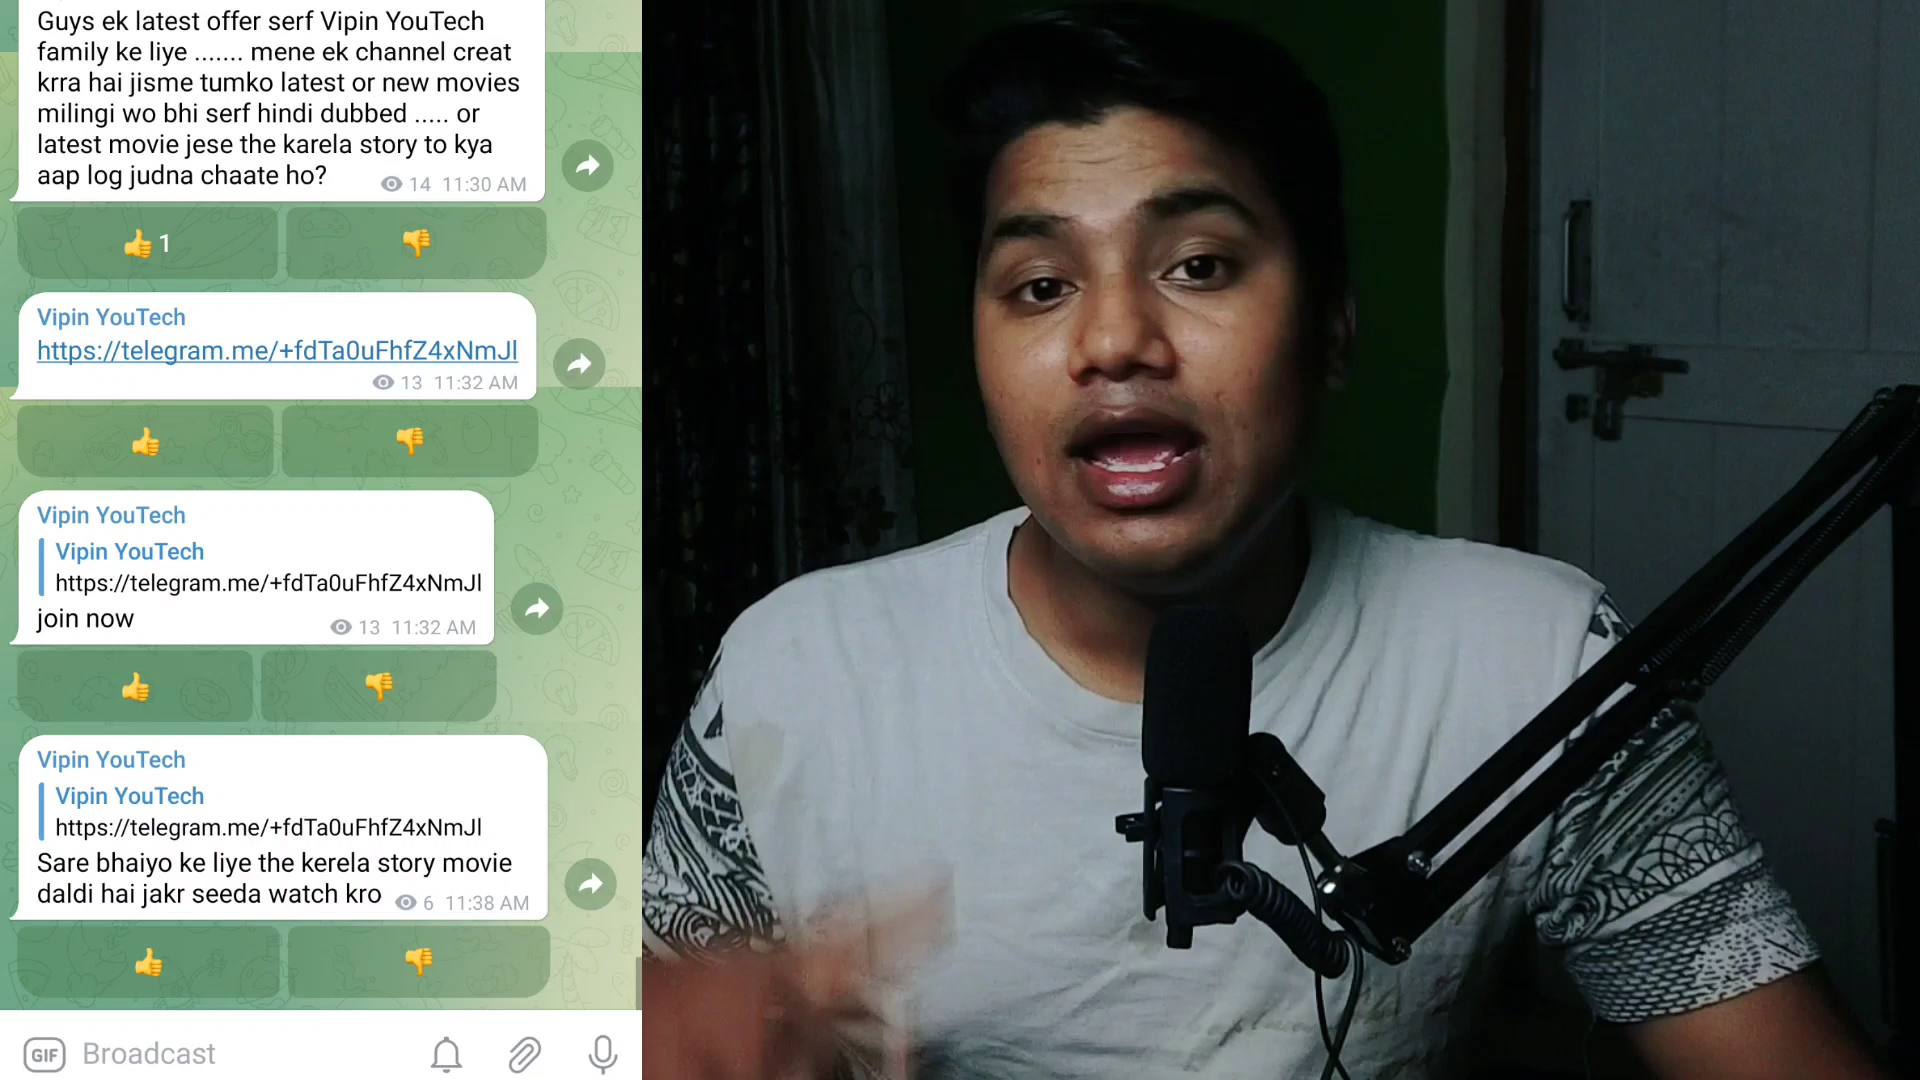 Guys ek latest offer serf Vipin YouTech
family ke liye ....... mene ek channel creat
krra hai jisme tumko latest or new movies
milingi wo bhi serf hindi dubbed ..... or
latest movie jese the karela story to kya
aap log judna chaate ho?
14 11:30 AM
👍 1
👎
Vipin YouTech
https://telegram.me/+fdTa0uFhfZ4xNmJl
13 11:32 AM
👍
👎
Vipin YouTech
Vipin YouTech
https://telegram.me/+fdTa0uFhfZ4xNmJl
join now
13 11:32 AM
👍
👎
Vipin YouTech
Vipin YouTech
https://telegram.me/+fdTa0uFhfZ4xNmJl
Sare bhaiyo ke liye the kerela story movie
daldi hai jakr seeda watch kro
6 11:38 AM
👍
👎
GIF Broadcast